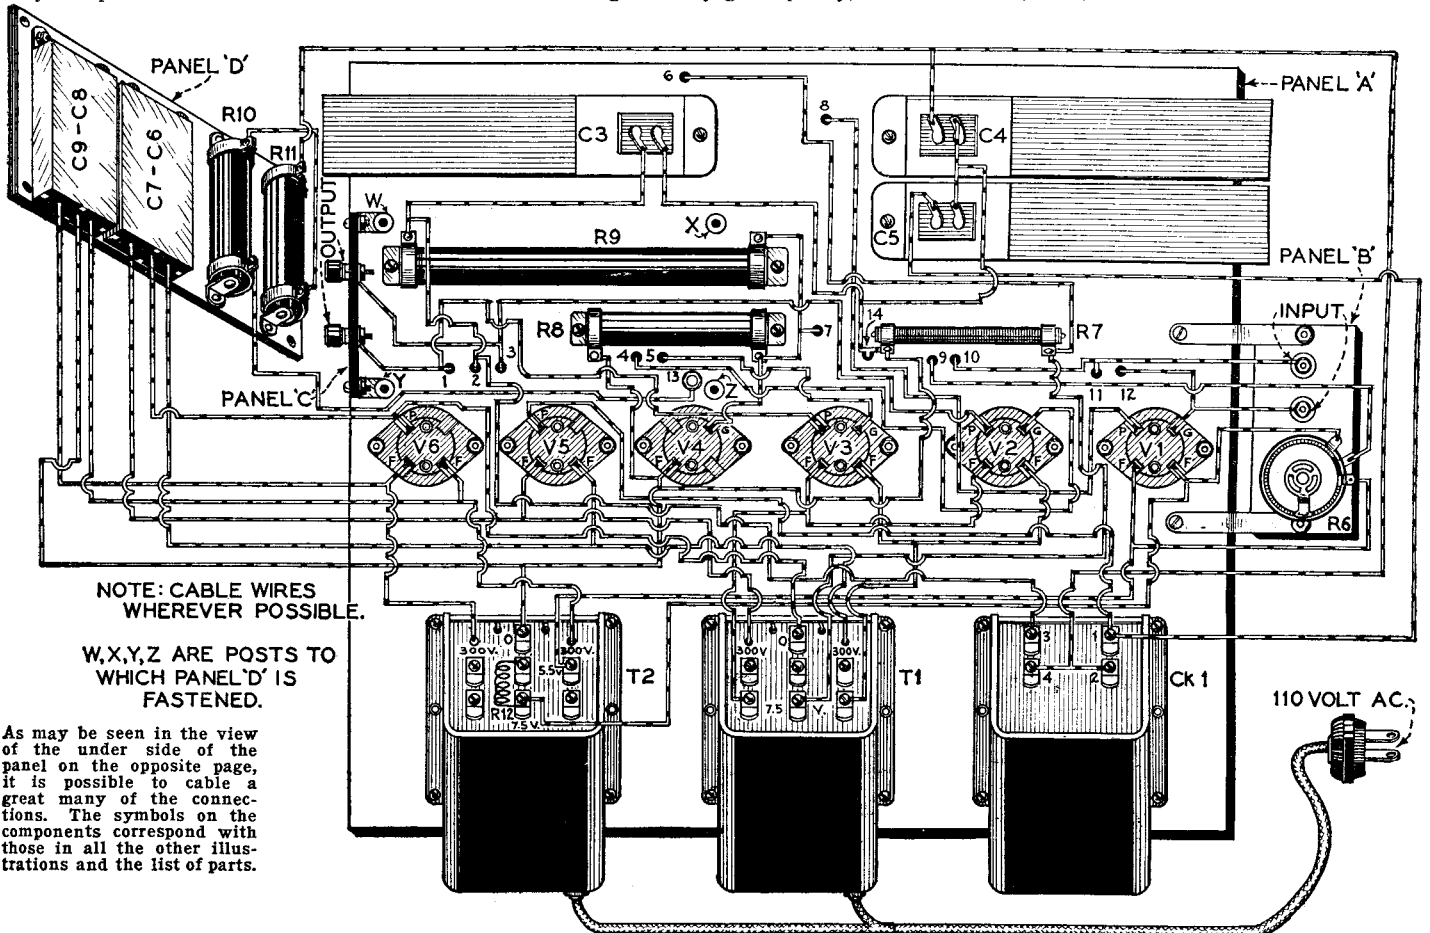 PANEL 'D'
R10
R11
C9-C8
C7-C6
OUTPUT
W
X
Y
Z
6
8
C3
C4
C5
PANEL 'A'
PANEL 'B'
INPUT
R9
R8
R7
7
14
4
5
3
1
2
13
9
10
11
12
PANEL 'C'
V6
P
F
F
V5
P
F
F
V4
G
F
V3
P
G
F
F
V2
P
G
F
F
V1
P
G
F
F
R6
NOTE: CABLE WIRES
WHEREVER POSSIBLE.
W,X,Y,Z ARE POSTS TO
WHICH PANEL 'D' IS
FASTENED.
As may be seen in the view
of the under side of the
panel on the opposite page,
it is possible to cable a
great many of the connec-
tions. The symbols on the
components correspond with
those in all the other illus-
trations and the list of parts.
O
300V.
300V.
5.5V
R12
7.5 V.
T2
O
300V.
300V.
7.5 V.
T1
3
1
4
2
CK1
110 VOLT AC.